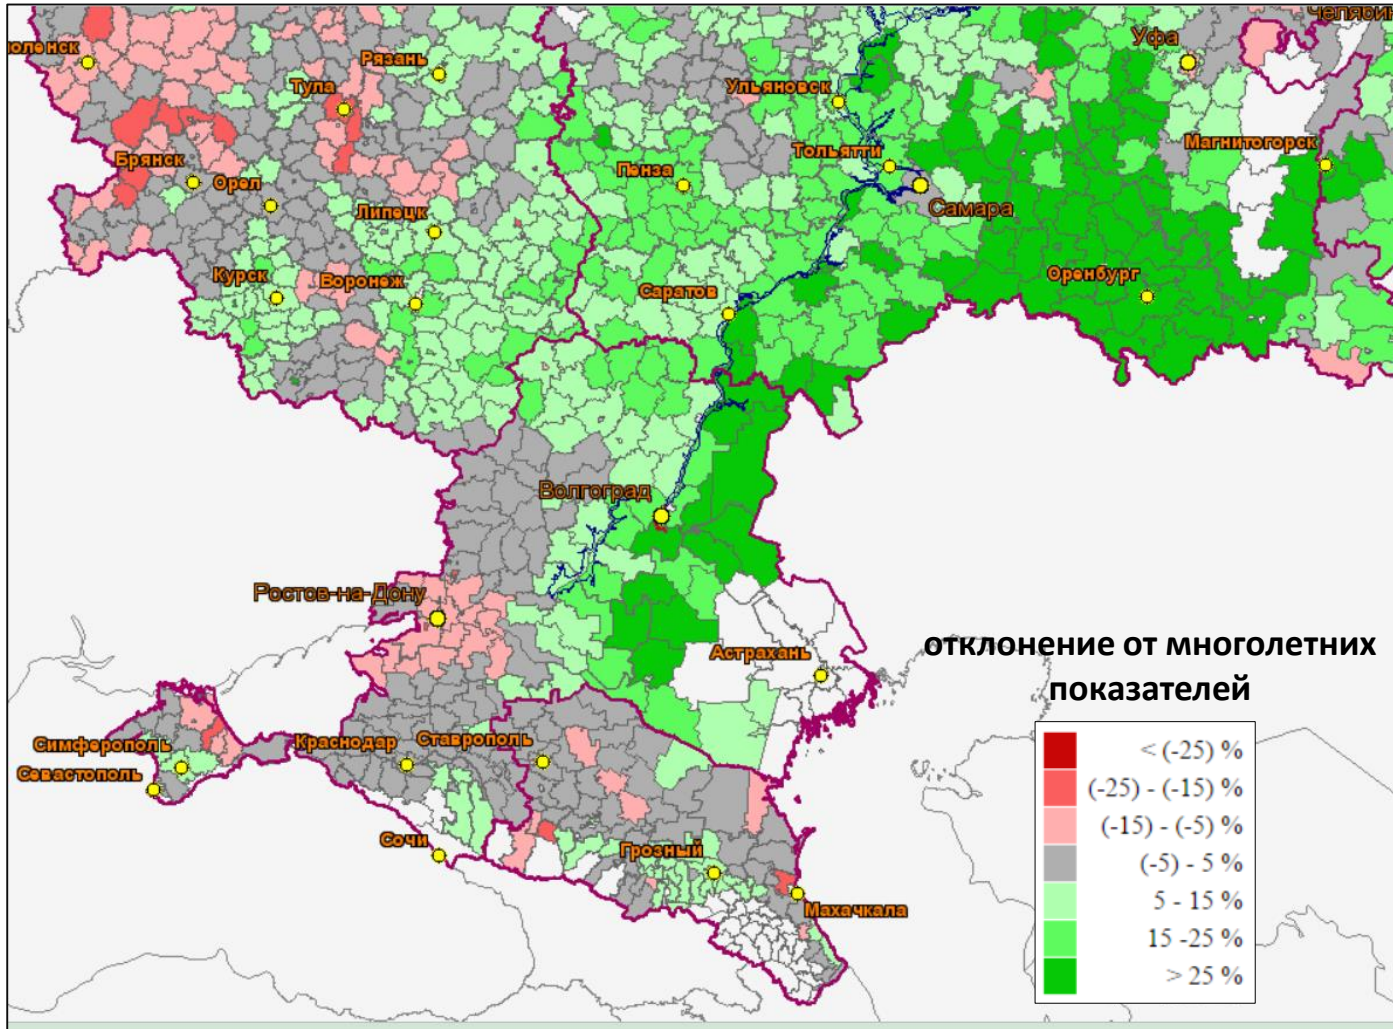 Челябин
моленск
Рязань
Уфа
Тула
Ульяновск
Магнитогорск
Брянск
Тольятти
Пенза
Орел
Самара
Липецк
Курск
Воронеж
Оренбург
Саратов
Волгоград
Ростов-на-Дону
Астрахань
отклонение от многолетних
показателей
Симферополь
Краснодар
Ставрополь
Севастополь
Сочи
Грозный
Махачкала
< (-25) %
(-25) - (-15) %
(-15) - (-5) %
(-5) - 5 %
5 - 15 %
15 -25 %
> 25 %